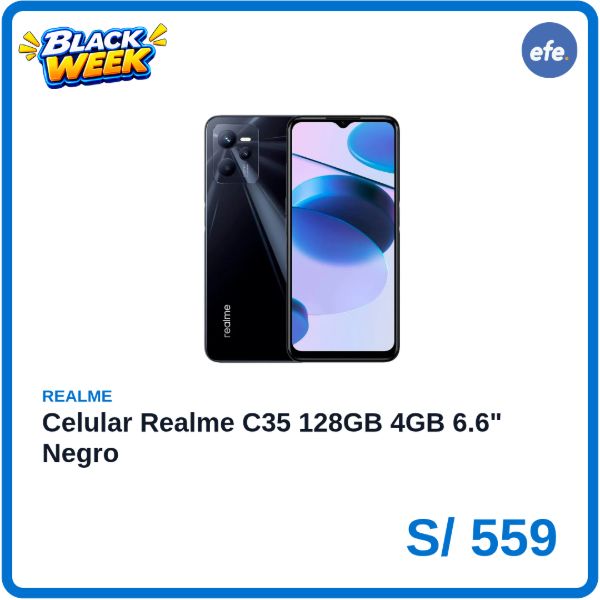 BLACK
WEEK
efe.
realme
REALME
Celular Realme C35 128GB 4GB 6.6"
Negro
S/ 559